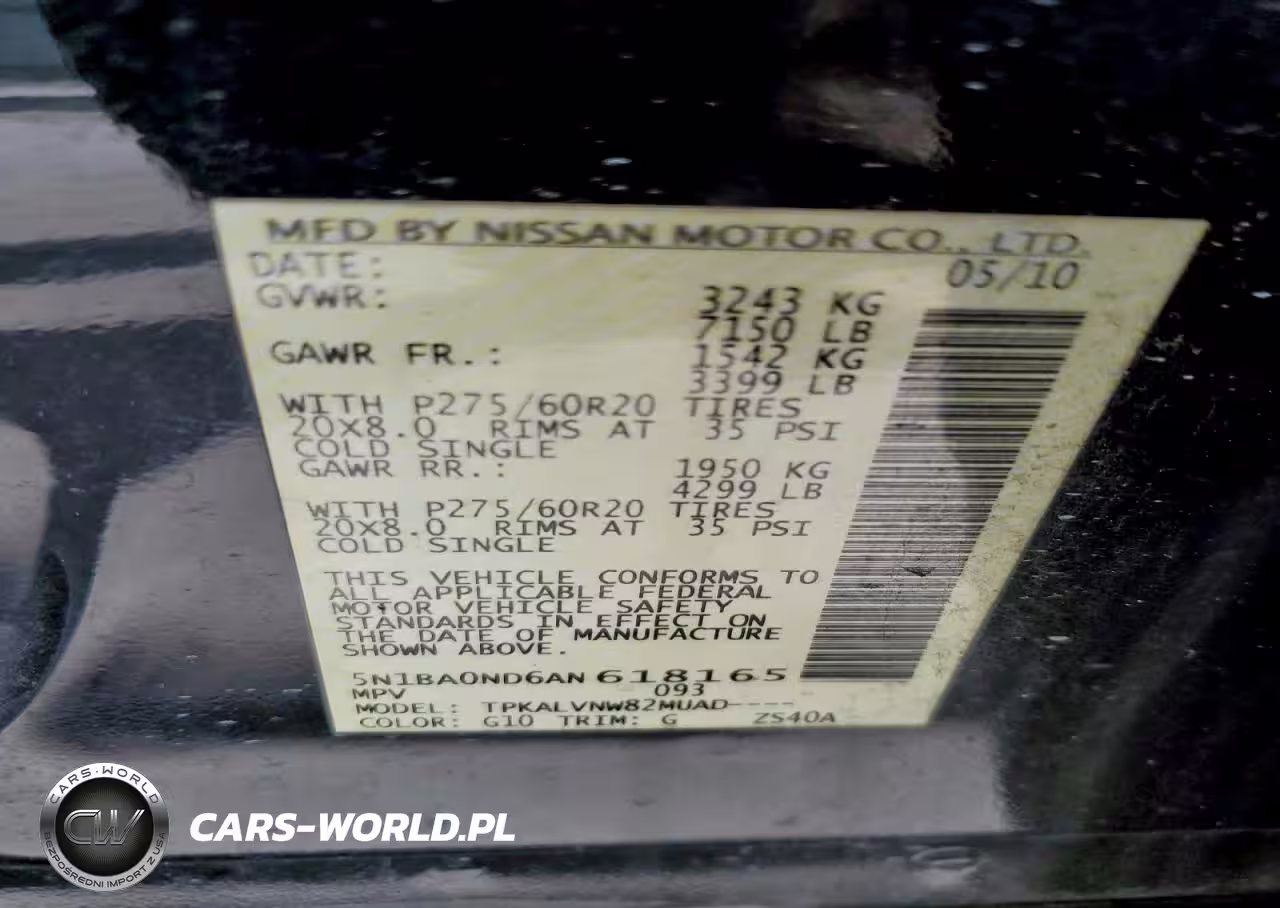 MFD BY NISSAN MOTOR CO., LTD.
DATE: 05/10
GVWR: 3243 KG
7150 LB
GAWR FR.: 1542 KG
3399 LB
WITH P275/60R20 TIRES
20X8.0 RIMS AT 35 PSI
COLD SINGLE
GAWR RR.: 1950 KG
4299 LB
WITH P275/60R20 TIRES
20X8.0 RIMS AT 35 PSI
COLD SINGLE
THIS VEHICLE CONFORMS TO
ALL APPLICABLE FEDERAL
MOTOR VEHICLE SAFETY
STANDARDS IN EFFECT ON
THE DATE OF MANUFACTURE
SHOWN ABOVE.
5N1BA0ND6AN618165
MPV 093
MODEL: TPKALVNW82MUAD----
COLOR: G10 TRIM: G ZS40A
CARS-WORLD
CW
BEZPOŚREDNI IMPORT Z USA
CARS-WORLD.PL